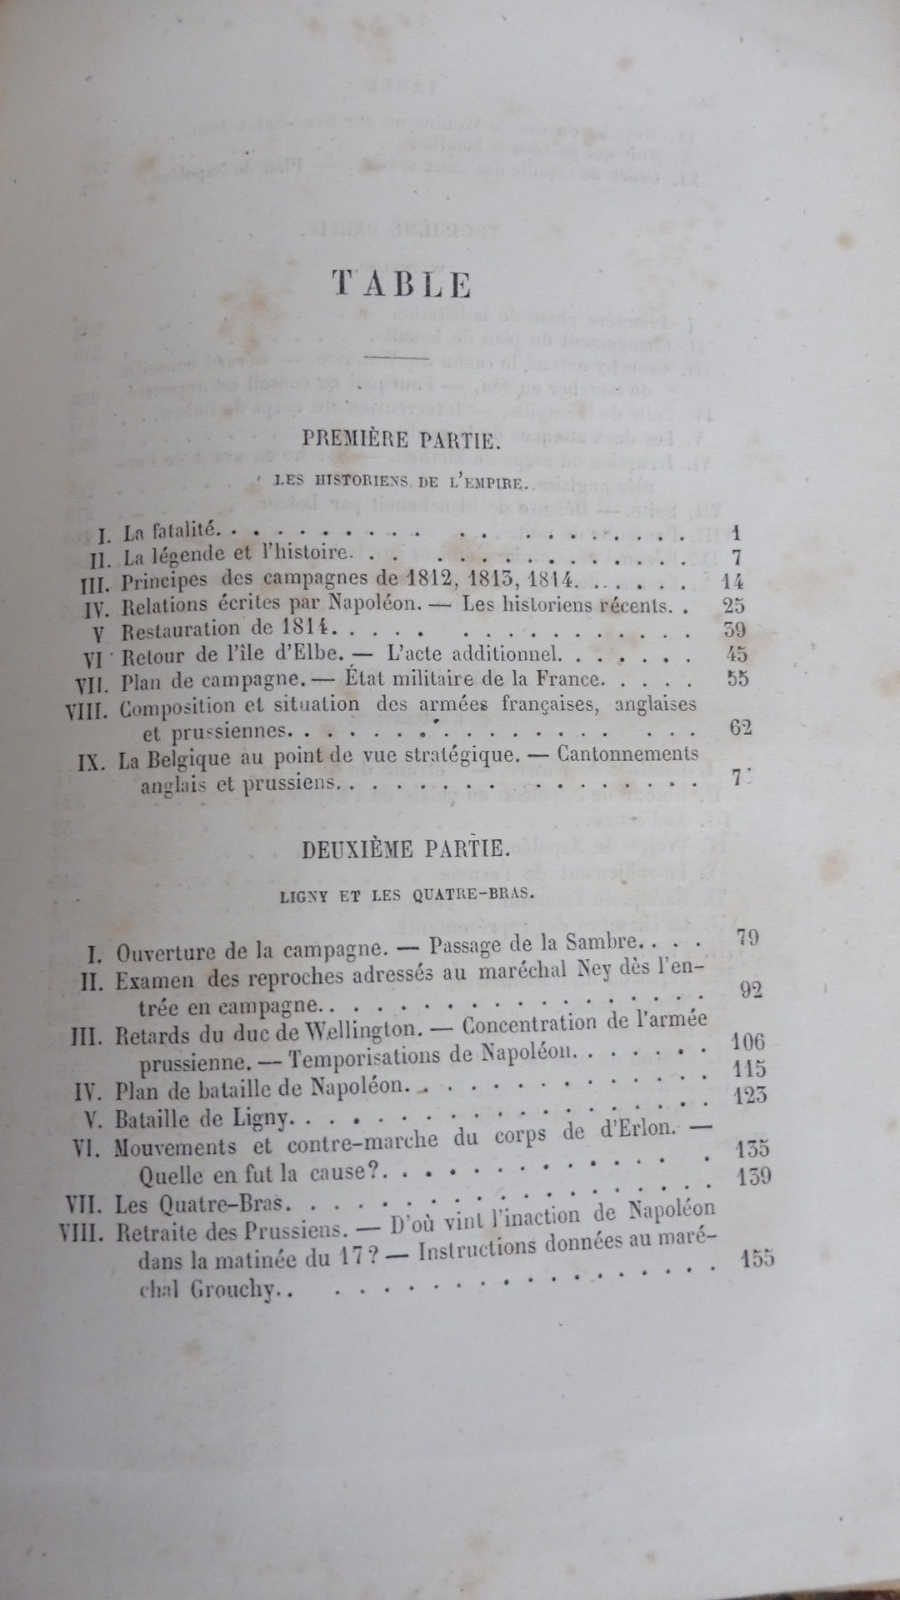 TABLE
PREMIÈRE PARTIE.
LES HISTORIENS DE L'EMPIRE.
I. La fatalité. . . . . . . . . . . . . . . . . . . 1
II. La légende et l'histoire. . . . . . . . . . . . . . 7
III. Principes des campagnes de 1812, 1813, 1814. . . . . . . 14
IV. Relations écrites par Napoléon. — Les historiens récents. . 25
V Restauration de 1814. . . . . . . . . . . . . . . 39
VI Retour de l'île d'Elbe. — L'acte additionnel. . . . . . . 45
VII. Plan de campagne. — État militaire de la France. . . . . 55
VIII. Composition et situation des armées françaises, anglaises
et prussiennes. . . . . . . . . . . . . . . . . 62
IX. La Belgique au point de vue stratégique. — Cantonnements
anglais et prussiens. . . . . . . . . . . . . . . . 7
DEUXIÈME PARTIE.
LIGNY ET LES QUATRE-BRAS.
I. Ouverture de la campagne. — Passage de la Sambre. . . . 79
II. Examen des reproches adressés au maréchal Ney dès l'en-
trée en campagne. . . . . . . . . . . . . . . . . 92
III. Retards du duc de Wellington. — Concentration de l'armée
prussienne. — Temporisations de Napoléon. . . . . . . 106
IV. Plan de bataille de Napoléon. . . . . . . . . . . . . 115
V. Bataille de Ligny. . . . . . . . . . . . . . . . . . 123
VI. Mouvements et contre-marche du corps de d'Erlon. —
Quelle en fut la cause?. . . . . . . . . . . . . . 135
VII. Les Quatre-Bras. . . . . . . . . . . . . . . . . . 139
VIII. Retraite des Prussiens. — D'où vint l'inaction de Napoléon
dans la matinée du 17? — Instructions données au maré-
chal Grouchy. . . . . . . . . . . . . . . . . . 155